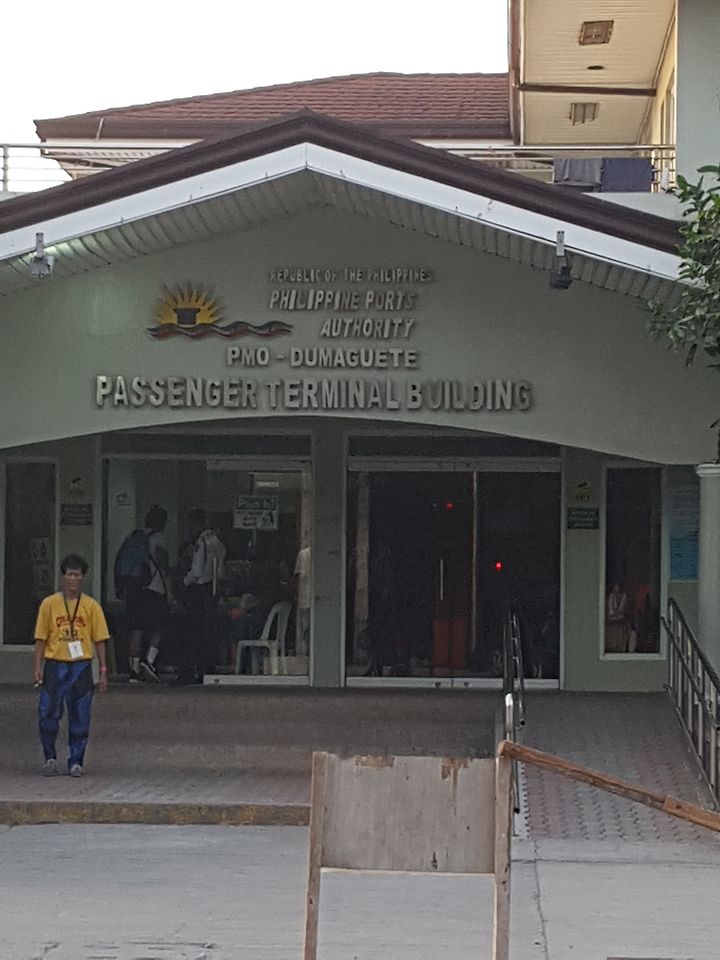 REPUBLIC OF THE PHILIPPINES
PHILIPPINE PORTS
AUTHORITY
PMO - DUMAGUETE
PASSENGER TERMINAL BUILDING